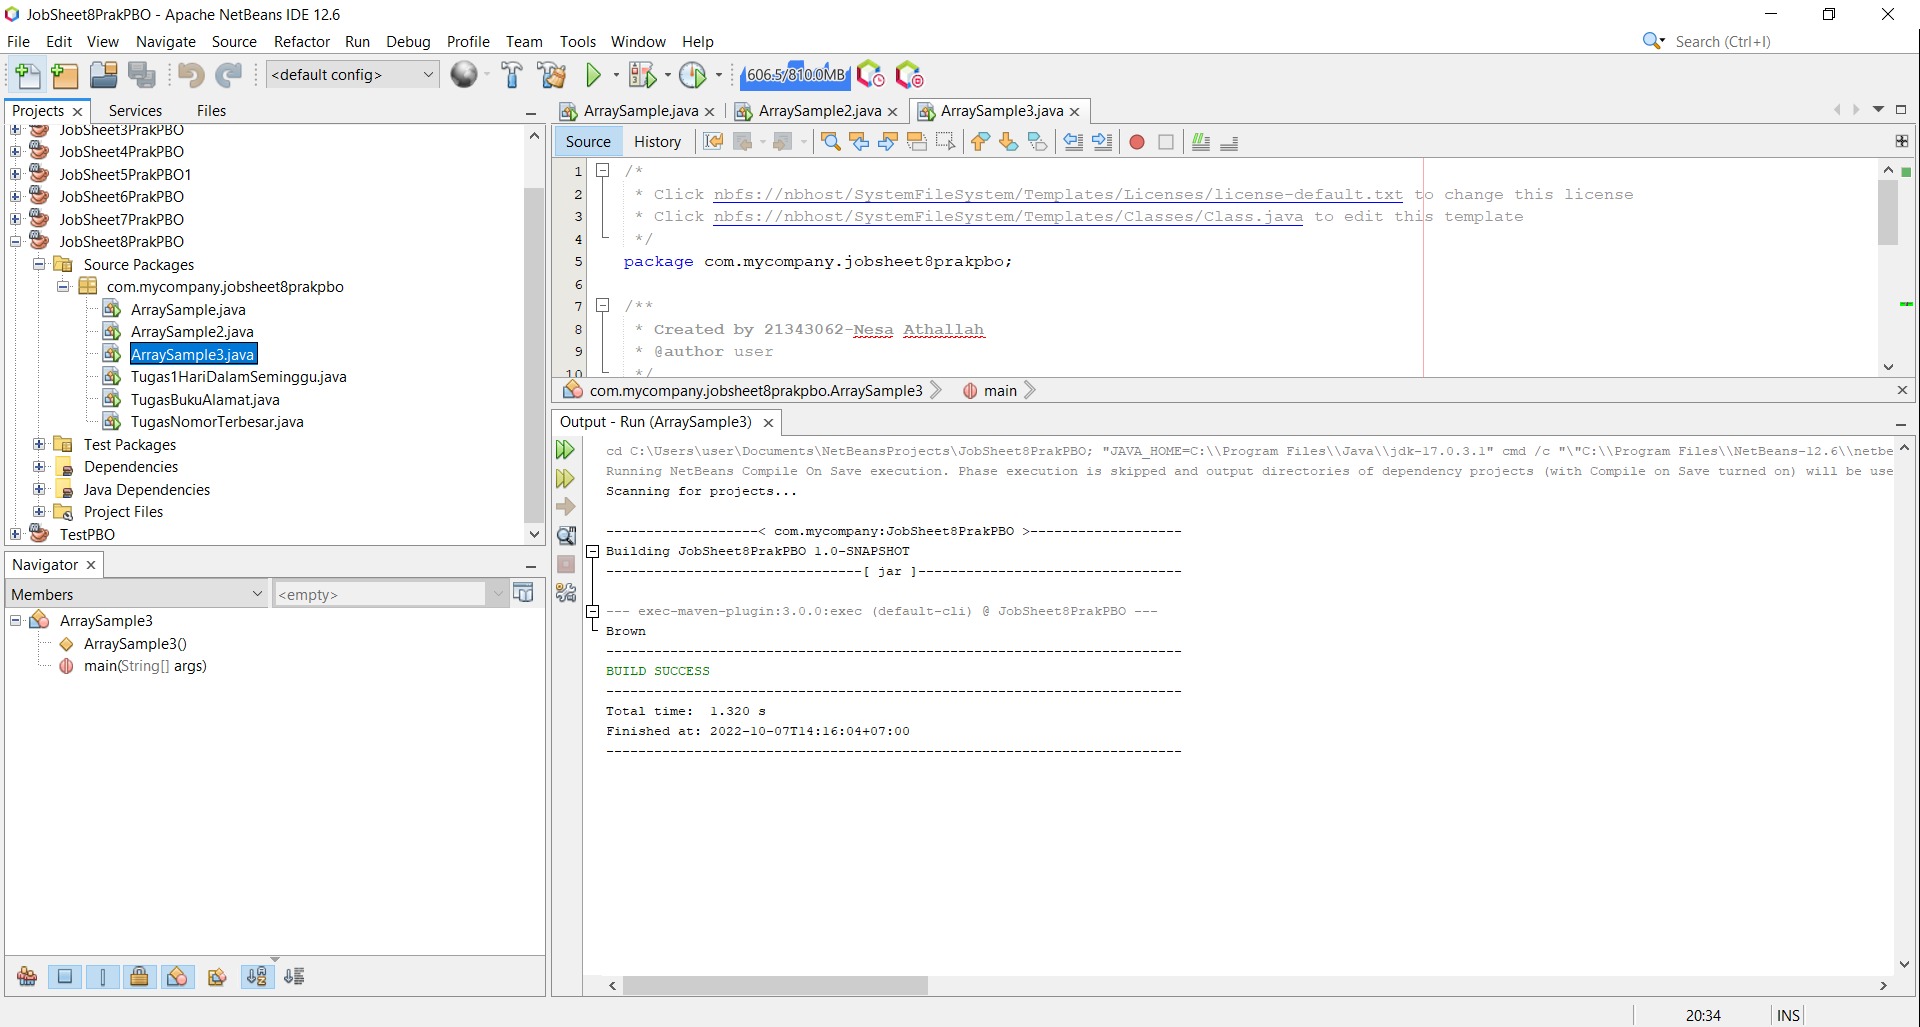 JobSheet8PrakPBO - Apache NetBeans IDE 12.6
File Edit View Navigate Source Refactor Run Debug Profile Team Tools Window Help
Search (Ctrl+I)
<default config>
606.5/810.0MB
Projects Services Files
JobSheet3PrakPBO
JobSheet4PrakPBO
JobSheet5PrakPBO1
JobSheet6PrakPBO
JobSheet7PrakPBO
JobSheet8PrakPBO
Source Packages
com.mycompany.jobsheet8prakpbo
ArraySample.java
ArraySample2.java
ArraySample3.java
Tugas1HariDalamSeminggu.java
TugasBukuAlamat.java
TugasNomorTerbesar.java
Test Packages
Dependencies
Java Dependencies
Project Files
TestPBO
Navigator
Members
<empty>
ArraySample3
ArraySample3()
main(String[] args)
ArraySample.java ArraySample2.java ArraySample3.java
Source History
1 /*
2 * Click nbfs://nbhost/SystemFileSystem/Templates/Licenses/license-default.txt to change this license
3 * Click nbfs://nbhost/SystemFileSystem/Templates/Classes/Class.java to edit this template
4 */
5 package com.mycompany.jobsheet8prakpbo;
6
7 /**
8 * Created by 21343062-Nesa Athallah
9 * @author user
10 */
com.mycompany.jobsheet8prakpbo.ArraySample3 main
Output - Run (ArraySample3)
cd C:\Users\user\Documents\NetBeansProjects\JobSheet8PrakPBO; "JAVA_HOME=C:\\Program Files\\Java\\jdk-17.0.3.1" cmd /c "\"C:\\Program Files\\NetBeans-12.6\\netbe
Running NetBeans Compile On Save execution. Phase execution is skipped and output directories of dependency projects (with Compile on Save turned on) will be use
Scanning for projects...
-------------------< com.mycompany:JobSheet8PrakPBO >-------------------
Building JobSheet8PrakPBO 1.0-SNAPSHOT
--------------------------------[ jar ]---------------------------------
--- exec-maven-plugin:3.0.0:exec (default-cli) @ JobSheet8PrakPBO ---
Brown
------------------------------------------------------------------------
BUILD SUCCESS
------------------------------------------------------------------------
Total time: 1.320 s
Finished at: 2022-10-07T14:16:04+07:00
------------------------------------------------------------------------
20:34 INS